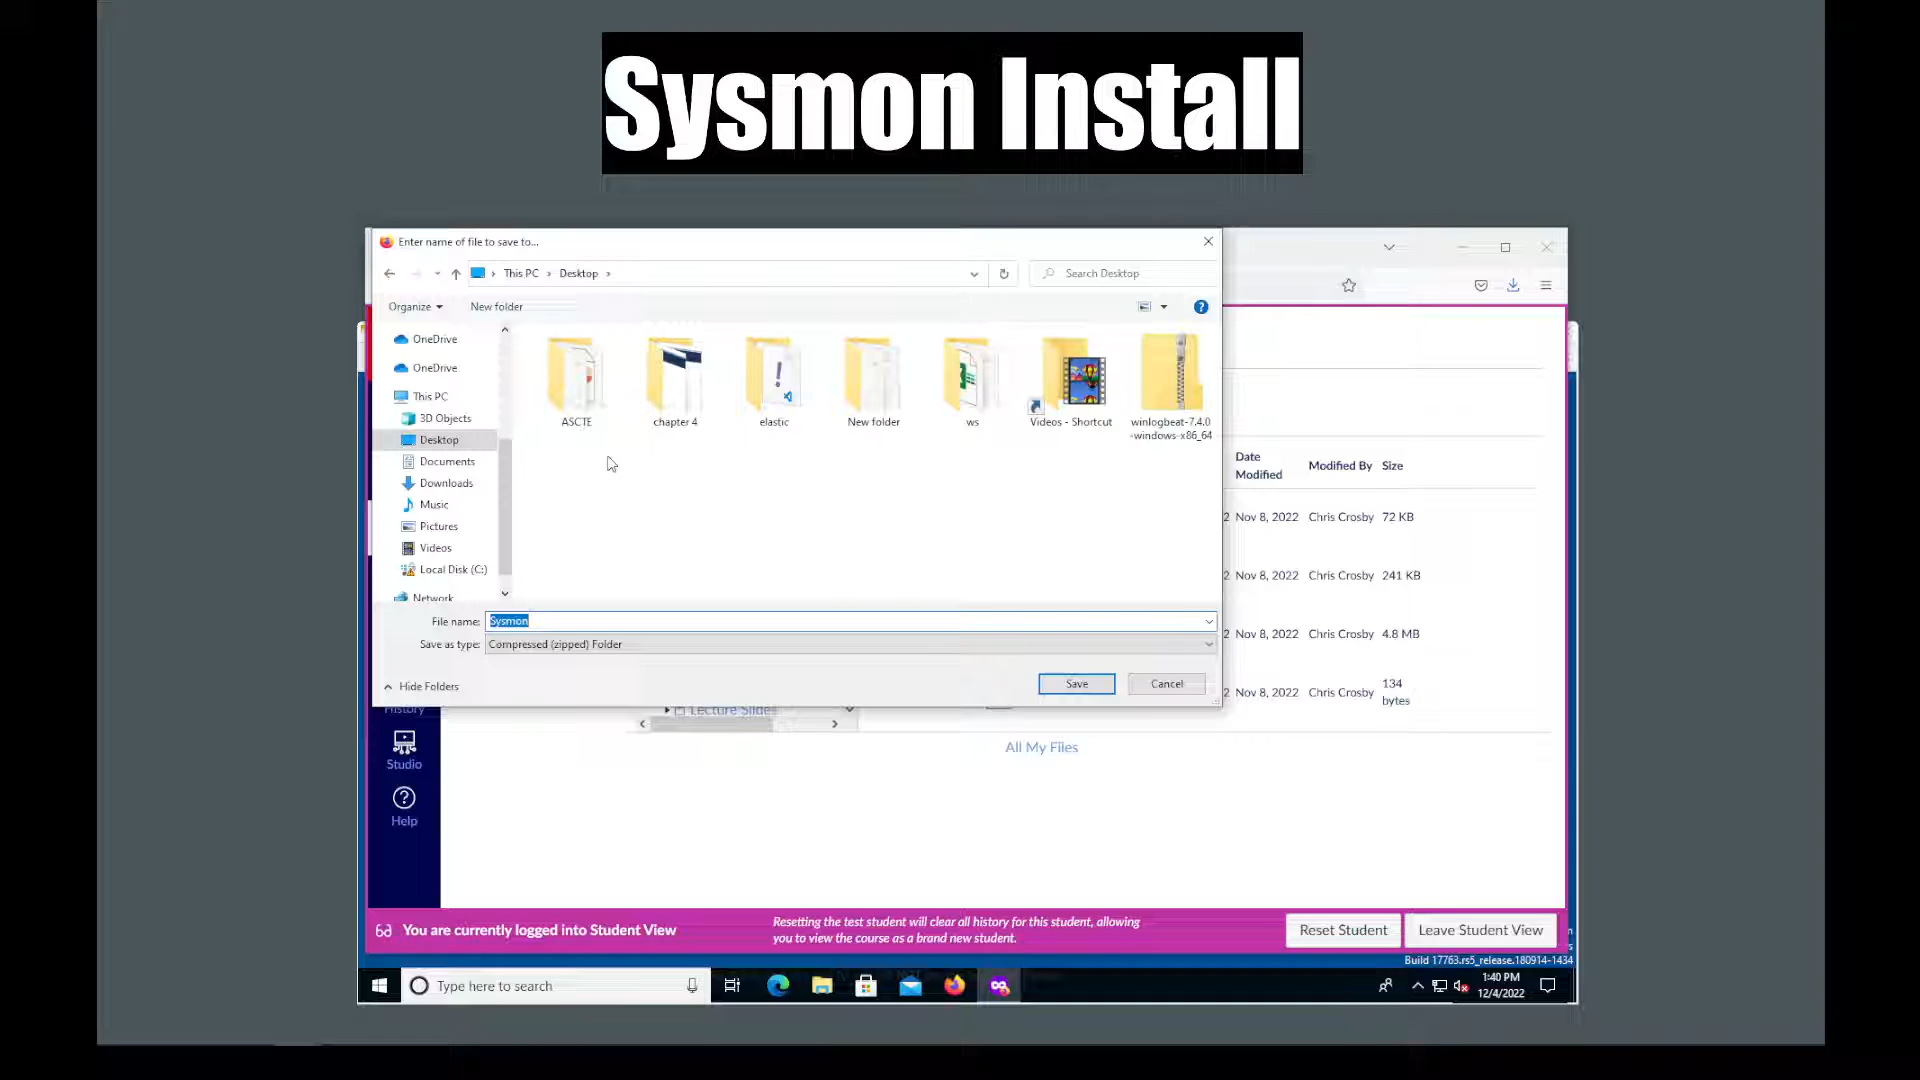 Sysmon Install
Enter name of file to save to...
This PC
Desktop
Search Desktop
Organize
New folder
OneDrive
OneDrive
This PC
3D Objects
Desktop
Documents
Downloads
Music
Pictures
Videos
Local Disk (C:)
Network
ASCTE
chapter 4
elastic
New folder
ws
Videos - Shortcut
winlogbeat-7.4.0
-windows-x86_64
File name:
Sysmon
Save as type:
Compressed (zipped) Folder
Hide Folders
Save
Cancel
Date
Modified
Modified By
Size
2 Nov 8, 2022 Chris Crosby 72 KB
2 Nov 8, 2022 Chris Crosby 241 KB
2 Nov 8, 2022 Chris Crosby 4.8 MB
2 Nov 8, 2022 Chris Crosby 134
bytes
History
Lecture Slides
Studio
All My Files
Help
You are currently logged into Student View
Resetting the test student will clear all history for this student, allowing
you to view the course as a brand new student.
Reset Student
Leave Student View
Build 17763.rs5_release.180914-1434
Type here to search
1:40 PM
12/4/2022